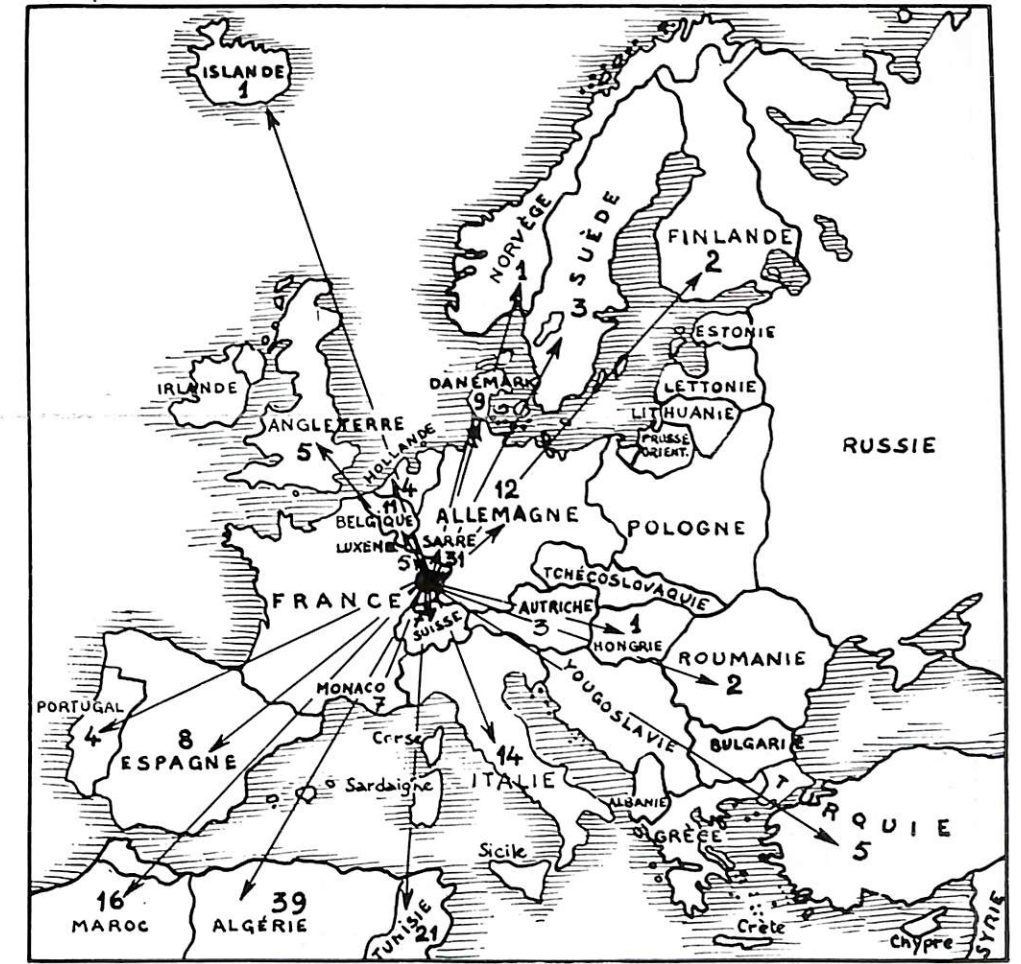 ISLANDE
1
NORVÈGE
1
SUÈDE
3
FINLANDE
2
ESTONIE
LETTONIE
LITHUANIE
PRUSSE
ORIENT.
IRLANDE
ANGLETERRE
5
DANEMARK
9
HOLLANDE
4
11
BELGIQUE
LUXEMB
5
SARRE
31
12
ALLEMAGNE
POLOGNE
RUSSIE
TCHÉCOSLOVAQUIE
FRANCE
SUISSE
AUTRICHE
3
1
HONGRIE
ROUMANIE
2
MONACO
7
PORTUGAL
4
8
ESPAGNE
Corse
Sardaigne
14
ITALIE
YOUGOSLAVIE
BULGARIE
ALBANIE
GRÈCE
T RQUIE
5
Sicile
16
MAROC
39
ALGÉRIE
TUNISIE
21
Crète
Chypre
SYRIE